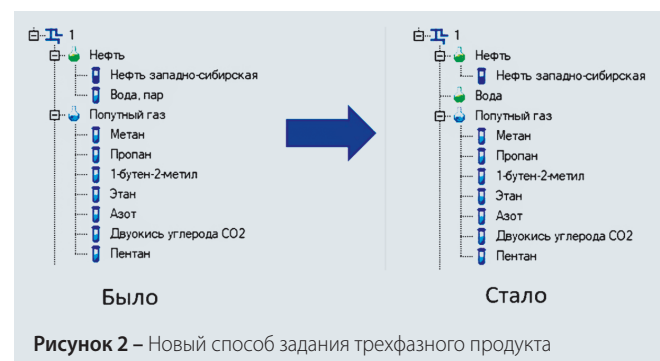 1
Нефть
Нефть западно-сибирская
Вода, пар
Попутный газ
Метан
Пропан
1-бутен-2-метил
Этан
Азот
Двуокись углерода CO2
Пентан
Было
1
Нефть
Нефть западно-сибирская
Вода
Попутный газ
Метан
Пропан
1-бутен-2-метил
Этан
Азот
Двуокись углерода CO2
Пентан
Стало
Рисунок 2 – Новый способ задания трехфазного продукта